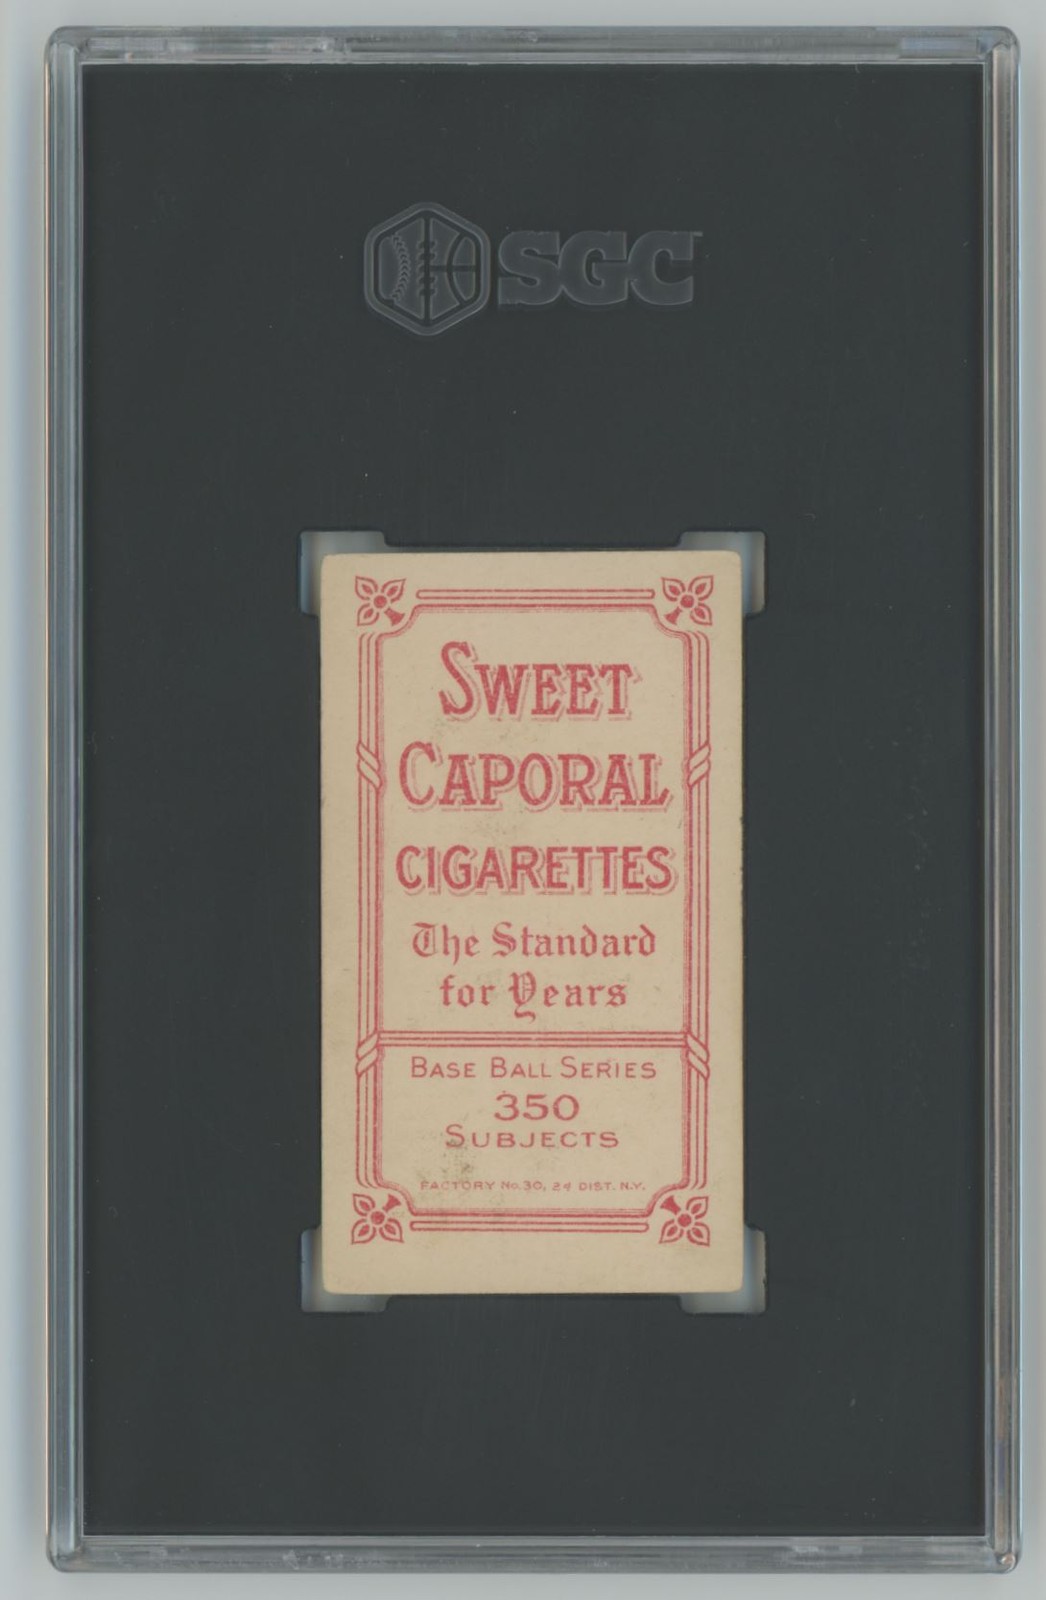 SGC
SWEET
CAPORAL
CIGARETTES
The Standard
for Years
BASE BALL SERIES
350
SUBJECTS
FACTORY No. 30, 2d DIST. N.Y.